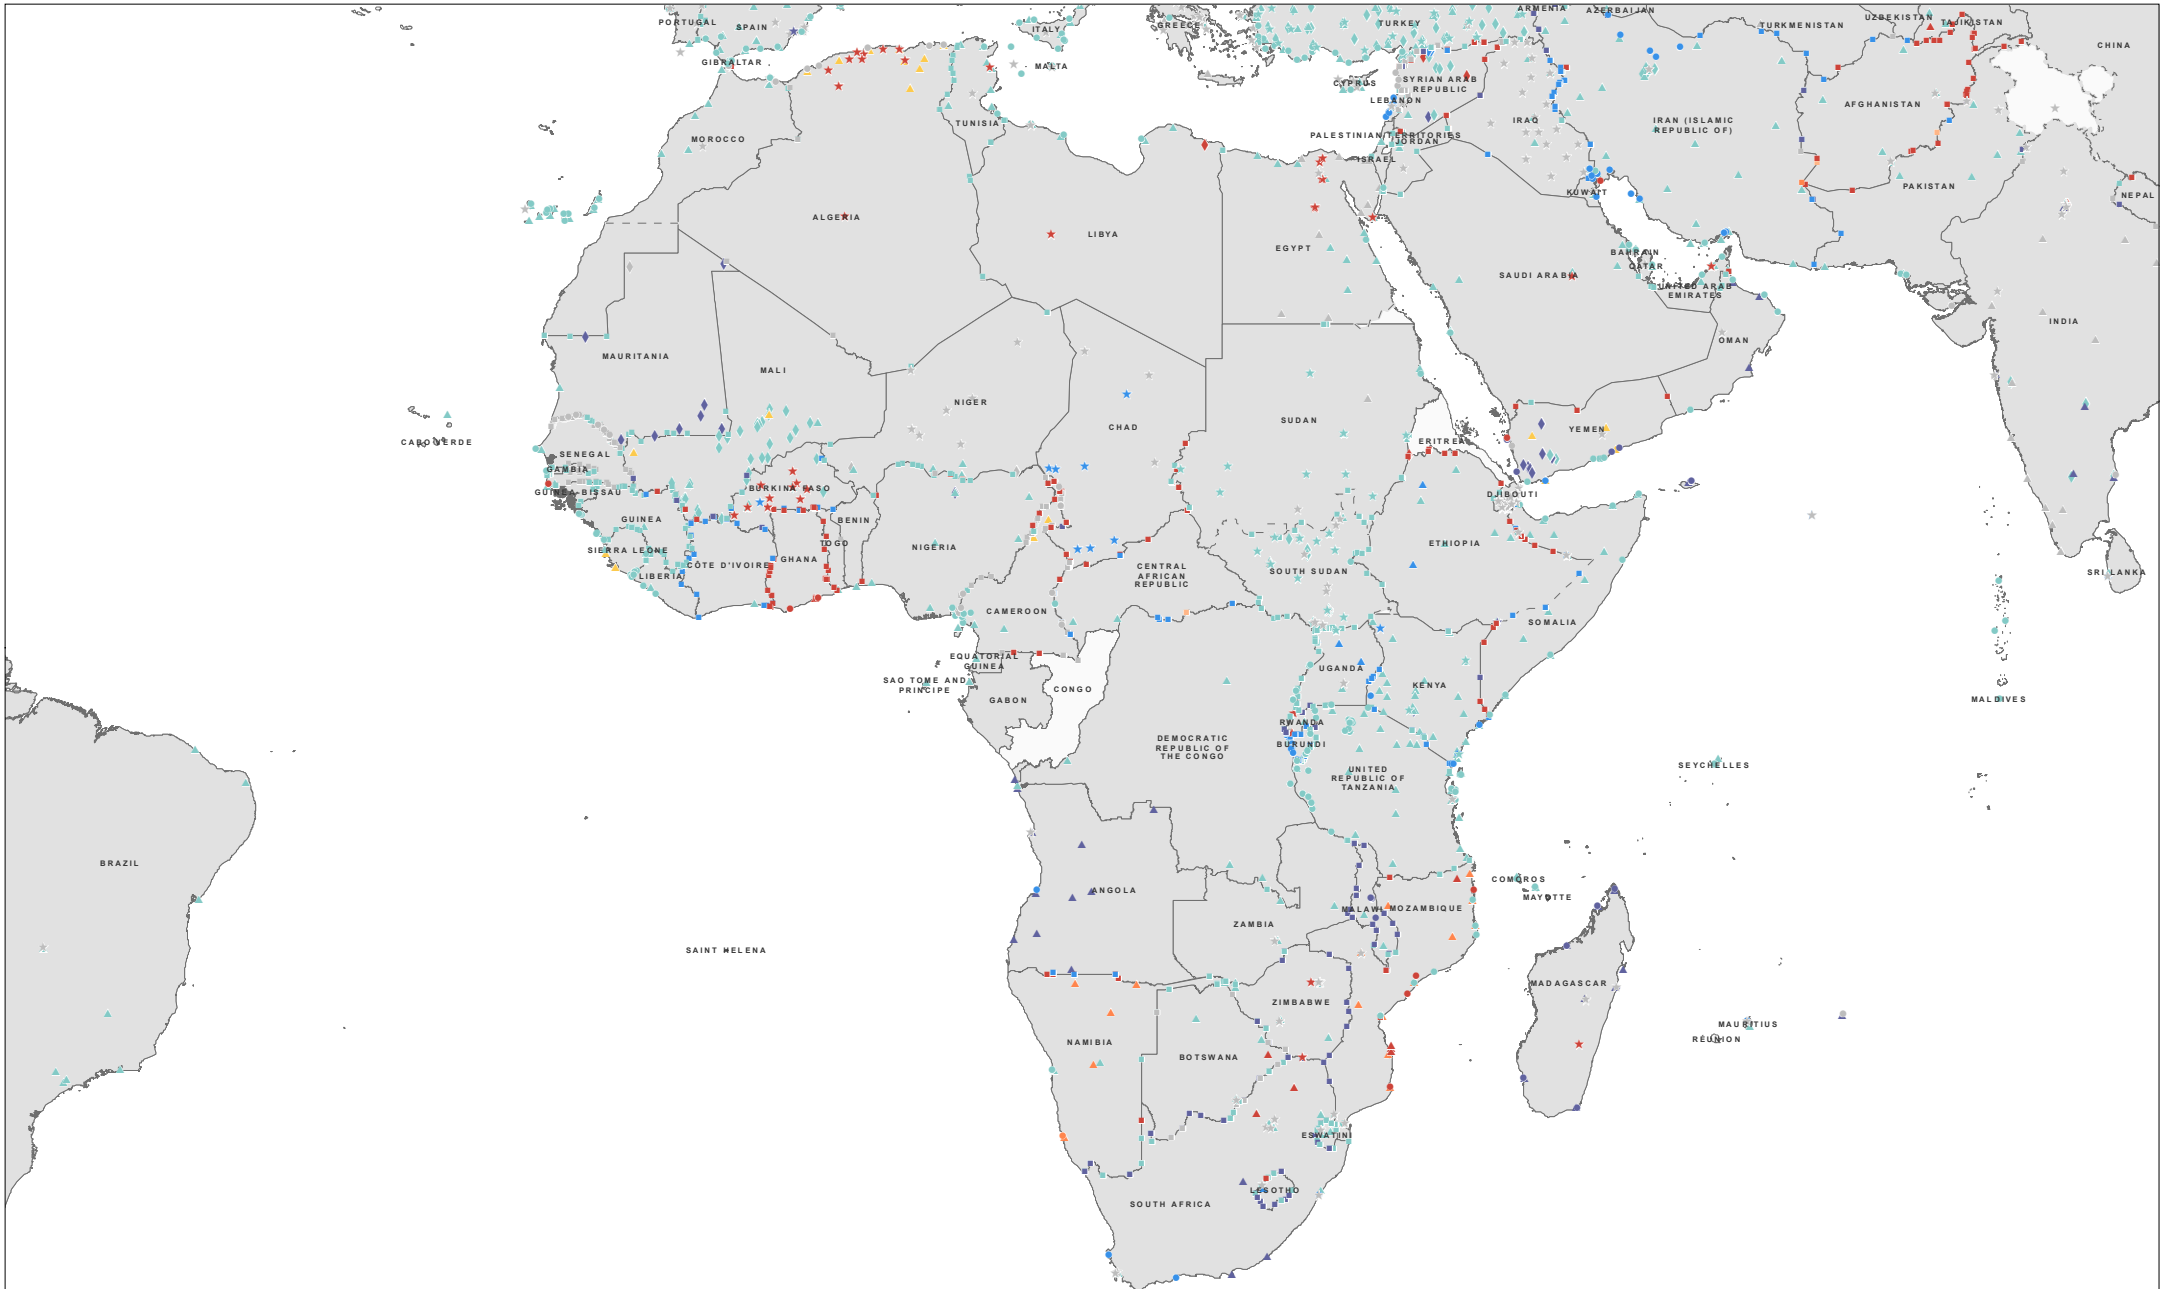 PORTUGAL
SPAIN
GIBRALTAR
ITALY
MALTA
GREECE
TURKEY
ARMENIA
AZERBAIJAN
TURKMENISTAN
UZBEKISTAN
TAJIKISTAN
CHINA
CYPRUS
SYRIAN ARAB
REPUBLIC
LEBANON
PALESTINIAN TERRITORIES
JORDAN
ISRAEL
IRAQ
IRAN (ISLAMIC
REPUBLIC OF)
AFGHANISTAN
PAKISTAN
NEPAL
KUWAIT
MOROCCO
TUNISIA
ALGERIA
LIBYA
EGYPT
SAUDI ARABIA
BAHRAIN
QATAR
UNITED ARAB
EMIRATES
OMAN
INDIA
MAURITANIA
MALI
NIGER
CHAD
SUDAN
ERITREA
YEMEN
CABO VERDE
SENEGAL
GAMBIA
GUINEA-BISSAU
BURKINA FASO
DJIBOUTI
GUINEA
BENIN
TOGO
GHANA
NIGERIA
SIERRA LEONE
LIBERIA
CÔTE D'IVOIRE
CENTRAL
AFRICAN
REPUBLIC
SOUTH SUDAN
ETHIOPIA
SRI LANKA
CAMEROON
SOMALIA
EQUATORIAL
GUINEA
SAO TOME AND
PRINCIPE
GABON
CONGO
UGANDA
KENYA
MALDIVES
RWANDA
BURUNDI
DEMOCRATIC
REPUBLIC OF
THE CONGO
UNITED
REPUBLIC OF
TANZANIA
SEYCHELLES
BRAZIL
ANGOLA
COMOROS
MAYOTTE
MALAWI
MOZAMBIQUE
ZAMBIA
SAINT HELENA
MADAGASCAR
ZIMBABWE
MAURITIUS
RÉUNION
NAMIBIA
BOTSWANA
ESWATINI
LESOTHO
SOUTH AFRICA